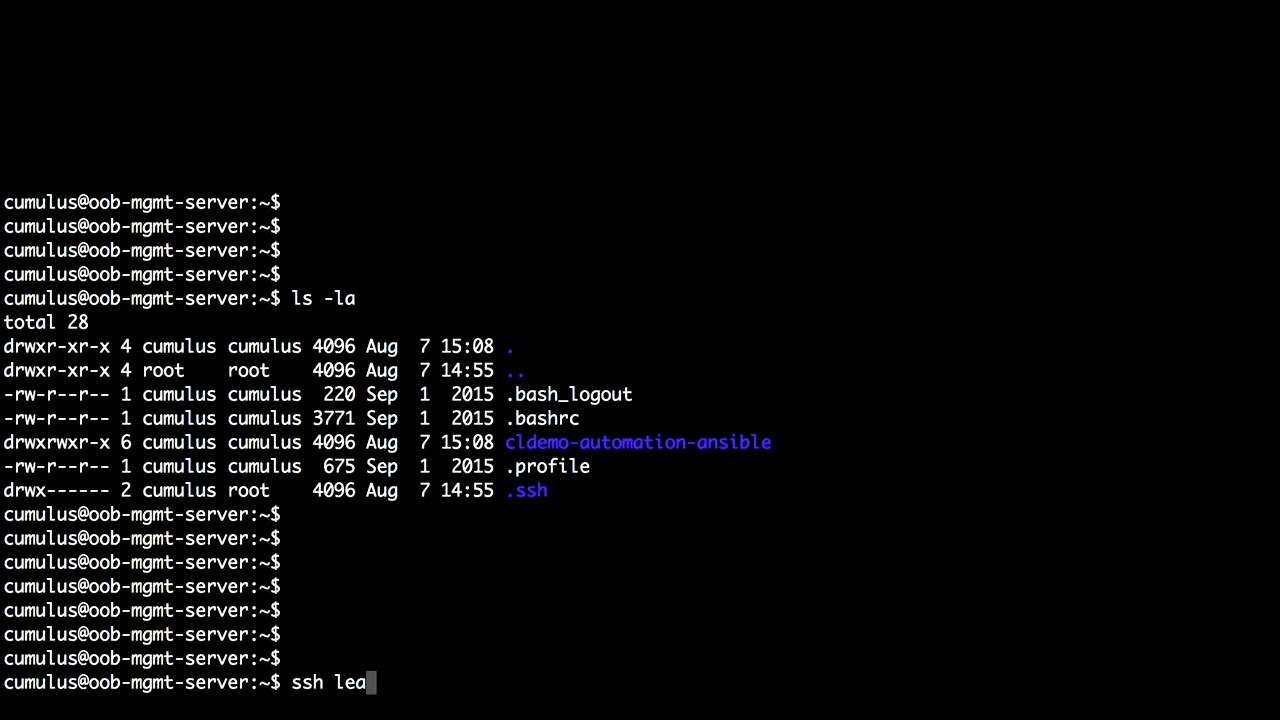 cumulus@oob-mgmt-server:~$
cumulus@oob-mgmt-server:~$
cumulus@oob-mgmt-server:~$
cumulus@oob-mgmt-server:~$
cumulus@oob-mgmt-server:~$ ls -la
total 28
drwxr-xr-x 4 cumulus cumulus 4096 Aug  7 15:08 .
drwxr-xr-x 4 root    root    4096 Aug  7 14:55 ..
-rw-r--r-- 1 cumulus cumulus  220 Sep  1  2015 .bash_logout
-rw-r--r-- 1 cumulus cumulus 3771 Sep  1  2015 .bashrc
drwxrwxr-x 6 cumulus cumulus 4096 Aug  7 15:08 cldemo-automation-ansible
-rw-r--r-- 1 cumulus cumulus  675 Sep  1  2015 .profile
drwx------ 2 cumulus root    4096 Aug  7 14:55 .ssh
cumulus@oob-mgmt-server:~$
cumulus@oob-mgmt-server:~$
cumulus@oob-mgmt-server:~$
cumulus@oob-mgmt-server:~$
cumulus@oob-mgmt-server:~$
cumulus@oob-mgmt-server:~$
cumulus@oob-mgmt-server:~$
cumulus@oob-mgmt-server:~$ ssh lea